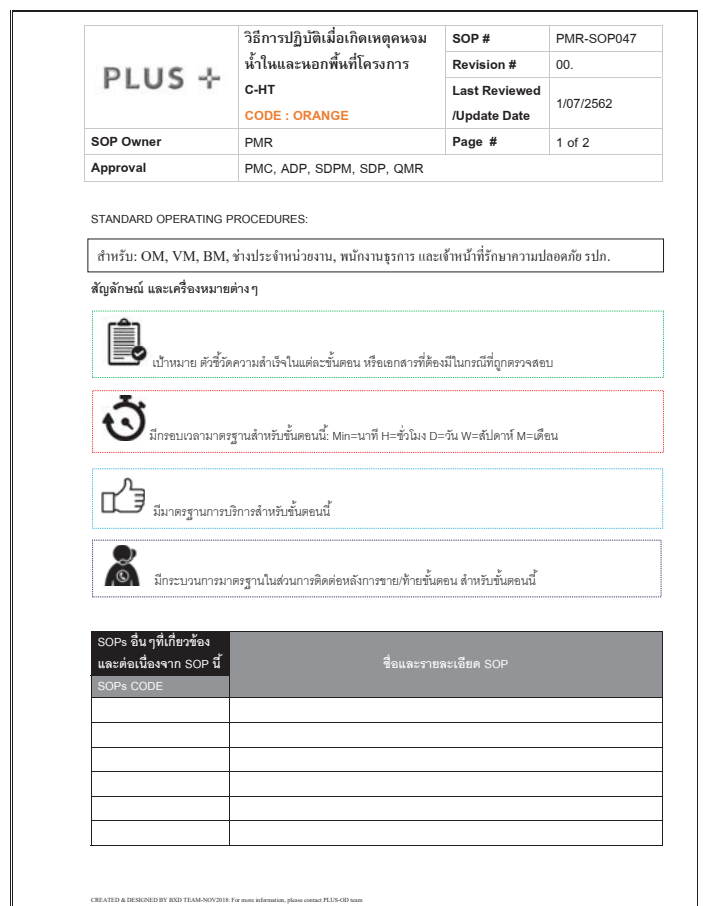 PLUS +
วิธีการปฏิบัติเมื่อเกิดเหตุคนจม
น้ำในและนอกพื้นที่โครงการ
C-HT
CODE : ORANGE
SOP #
PMR-SOP047
Revision #
00.
Last Reviewed
/Update Date
1/07/2562
SOP Owner
PMR
Page #
1 of 2
Approval
PMC, ADP, SDPM, SDP, QMR
STANDARD OPERATING PROCEDURES:
สำหรับ: OM, VM, BM, ช่างประจำหน่วยงาน, พนักงานธุรการ และเจ้าหน้าที่รักษาความปลอดภัย รปภ.
สัญลักษณ์ และเครื่องหมายต่างๆ
เป้าหมาย ตัวชี้วัดความสำเร็จในแต่ละขั้นตอน หรือเอกสารที่ต้องมีในกรณีที่ถูกตรวจสอบ
มีกรอบเวลามาตรฐานสำหรับขั้นตอนนี้: Min=นาที H=ชั่วโมง D=วัน W=สัปดาห์ M=เดือน
มีมาตรฐานการบริการสำหรับขั้นตอนนี้
มีกระบวนการมาตรฐานในส่วนการติดต่อหลังการขาย/ท้ายขั้นตอน สำหรับขั้นตอนนี้
SOPs อื่นๆที่เกี่ยวข้อง
และต่อเนื่องจาก SOP นี้
SOPs CODE
ชื่อและรายละเอียด SOP
CREATED & DESIGNED BY BXD TEAM-NOV2018: For more information, please contact PLUS-OD team